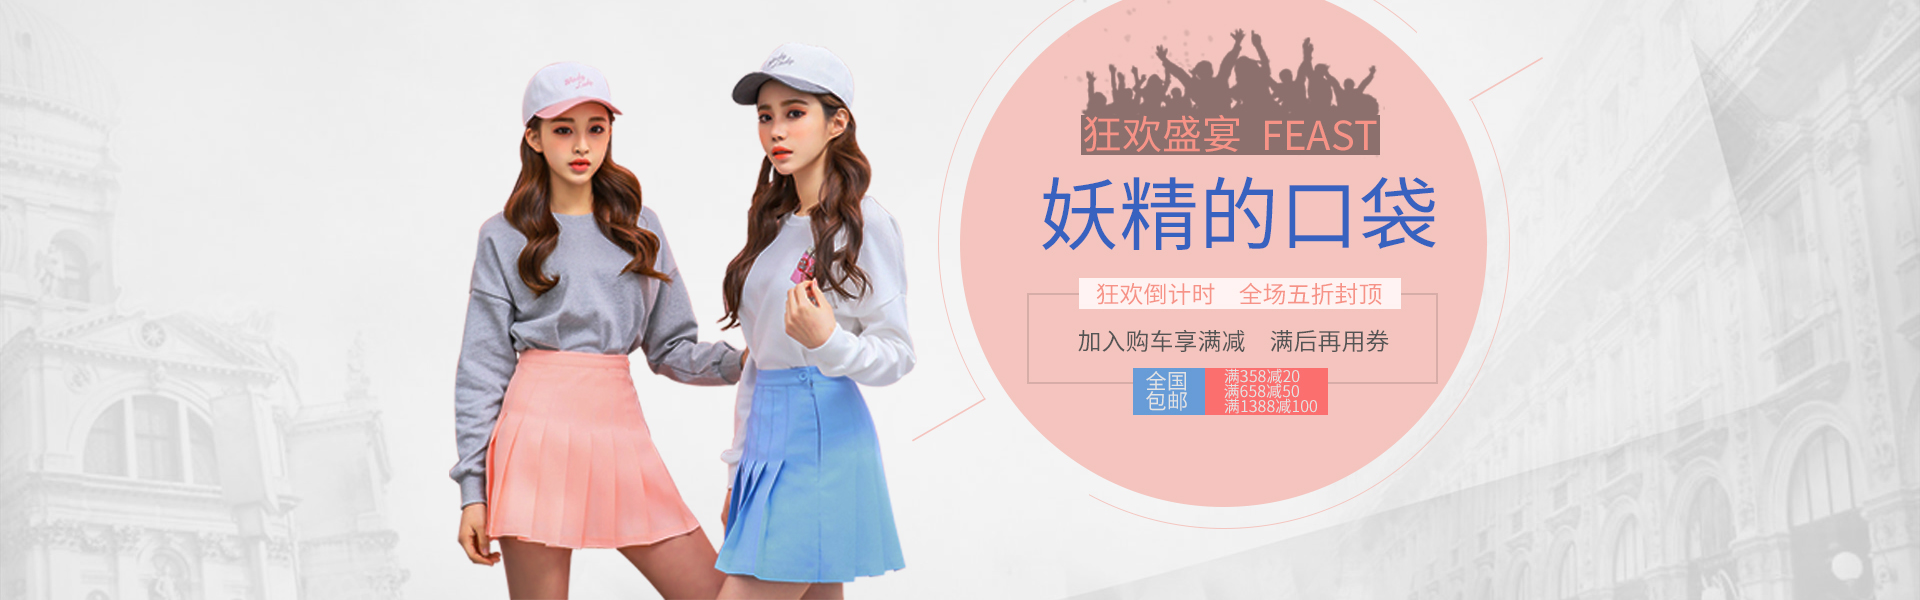 狂欢盛宴 FEAST
妖精的口袋
狂欢倒计时 全场五折封顶
加入购车享满减 满后再用券
全国
包邮
满358减20
满658减50
满1388减100